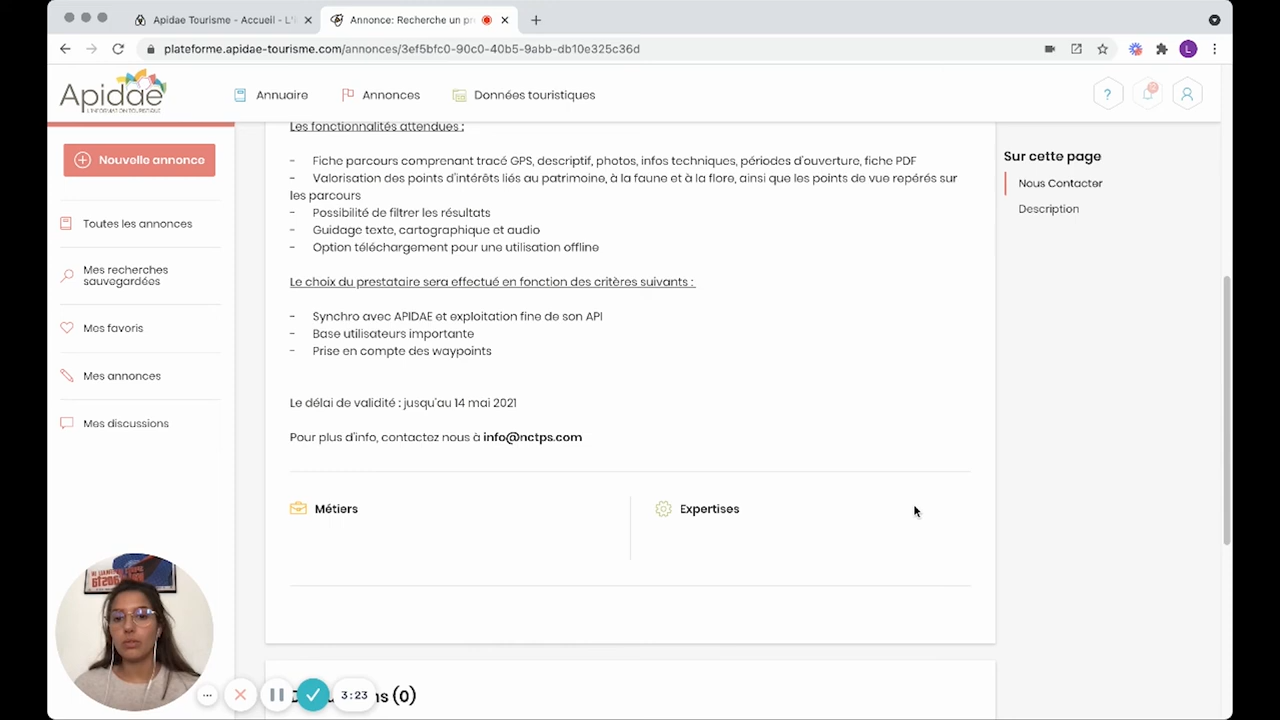 Apidae Tourisme - Accueil - L'i
Annonce: Recherche un pr
plateforme.apidae-tourisme.com/annonces/3ef5bfc0-90c0-40b5-9abb-db10e325c36d
L
Apidae
L'INFORMATION TOURISTIQUE
Annuaire
Annonces
Données touristiques
?
Nouvelle annonce
Toutes les annonces
Mes recherches
sauvegardées
Mes favoris
Mes annonces
Mes discussions
Les fonctionnalités attendues :
- Fiche parcours comprenant tracé GPS, descriptif, photos, infos techniques, périodes d'ouverture, fiche PDF
- Valorisation des points d'intérêts liés au patrimoine, à la faune et à la flore, ainsi que les points de vue repérés sur
les parcours
- Possibilité de filtrer les résultats
- Guidage texte, cartographique et audio
- Option téléchargement pour une utilisation offline
Le choix du prestataire sera effectué en fonction des critères suivants :
- Synchro avec APIDAE et exploitation fine de son API
- Base utilisateurs importante
- Prise en compte des waypoints
Le délai de validité : jusqu'au 14 mai 2021
Pour plus d'info, contactez nous à info@nctps.com
Métiers
Expertises
(0)
Sur cette page
Nous Contacter
Description
3:23